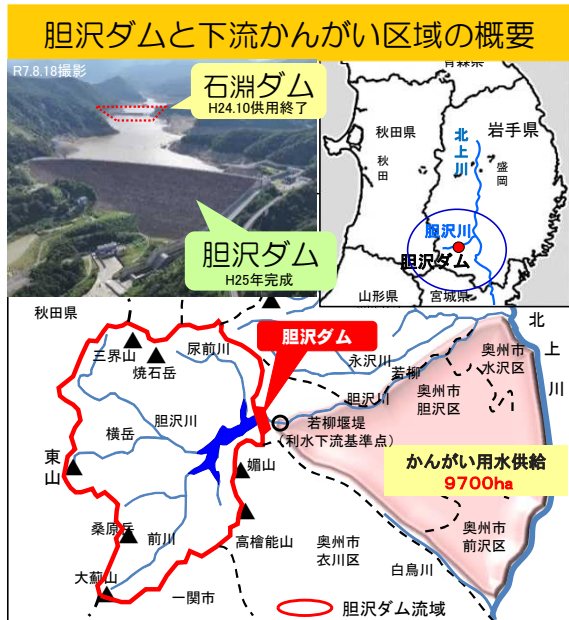 胆沢ダムと下流かんがい区域の概要
R7.8.18撮影
石淵ダム
H24.10供用終了
胆沢ダム
H25年完成
青森県
秋田県
秋田
北上川
岩手県
盛岡
胆沢川
胆沢ダム
山形県
宮城県
秋田県
三界山
焼石岳
尿前川
胆沢ダム
永沢川
若柳
胆沢川
北上川
奥州市
水沢区
奥州市
胆沢区
胆沢川
横岳
東山
若柳堰堤
（利水下流基準点）
媚山
かんがい用水供給
9700ha
桑原岳
前川
高檜能山
奥州市
衣川区
奥州市
前沢区
白鳥川
大薊山
一関市
胆沢ダム流域